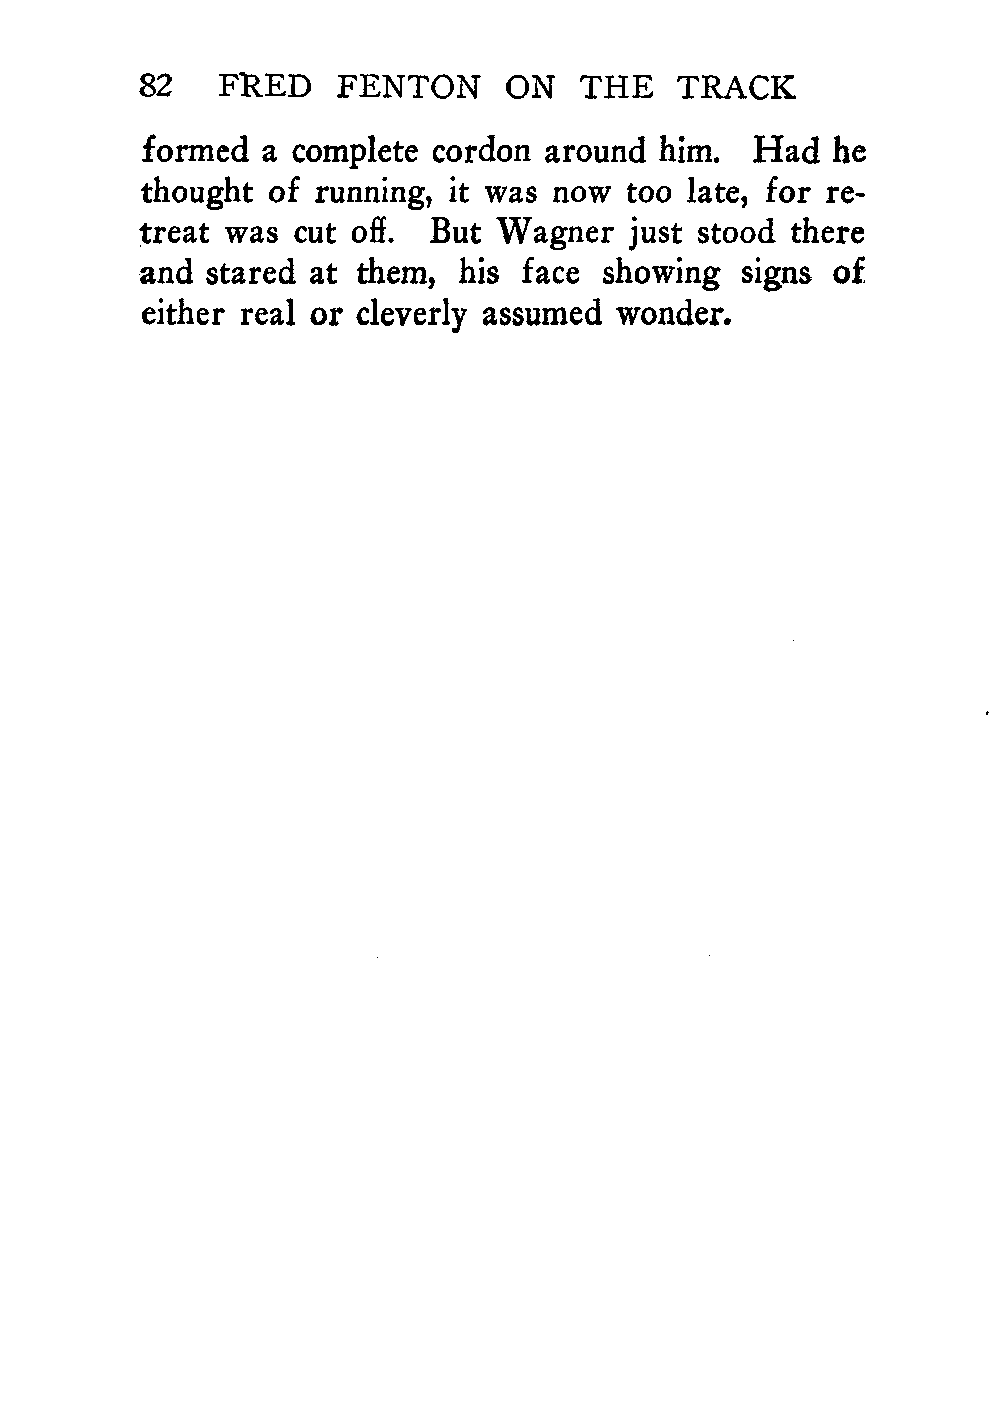 82 FRED FENTON ON THE TRACK
formed a complete cordon around him. Had he
thought of running, it was now too late, for re-
treat was cut off. But Wagner just stood there
and stared at them, his face showing signs of
either real or cleverly assumed wonder.